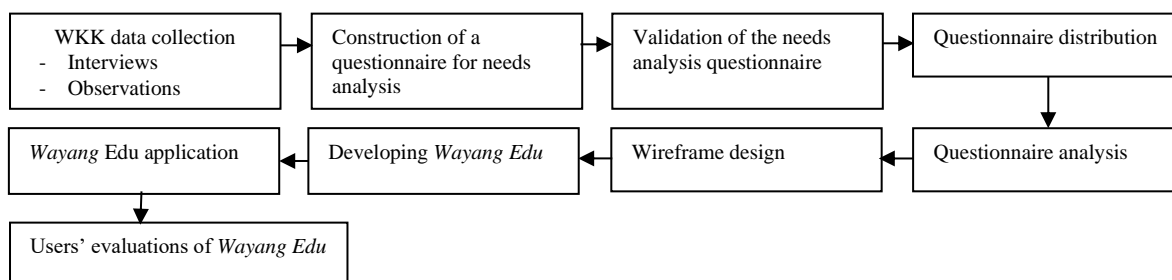 WKK data collection
- Interviews
- Observations
Construction of a
questionnaire for needs
analysis
Validation of the needs
analysis questionnaire
Questionnaire distribution
Questionnaire analysis
Wireframe design
Developing Wayang Edu
Wayang Edu application
Users’ evaluations of Wayang Edu